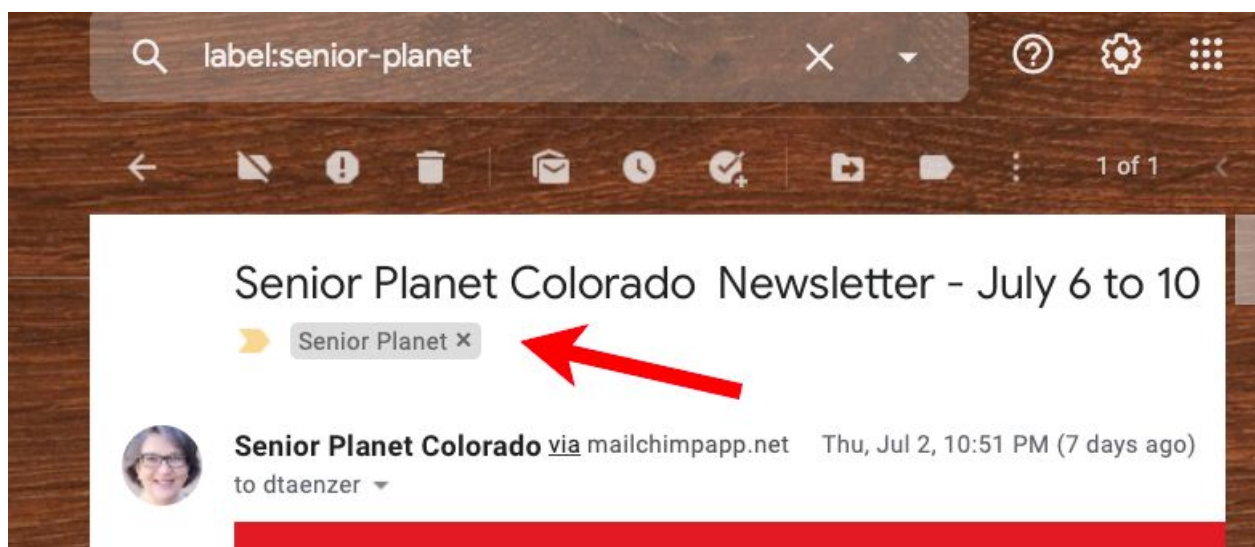 label:senior-planet
1 of 1
Senior Planet Colorado  Newsletter - July 6 to 10
Senior Planet ×
Senior Planet Colorado via mailchimpapp.net Thu, Jul 2, 10:51 PM (7 days ago)
to dtaenzer